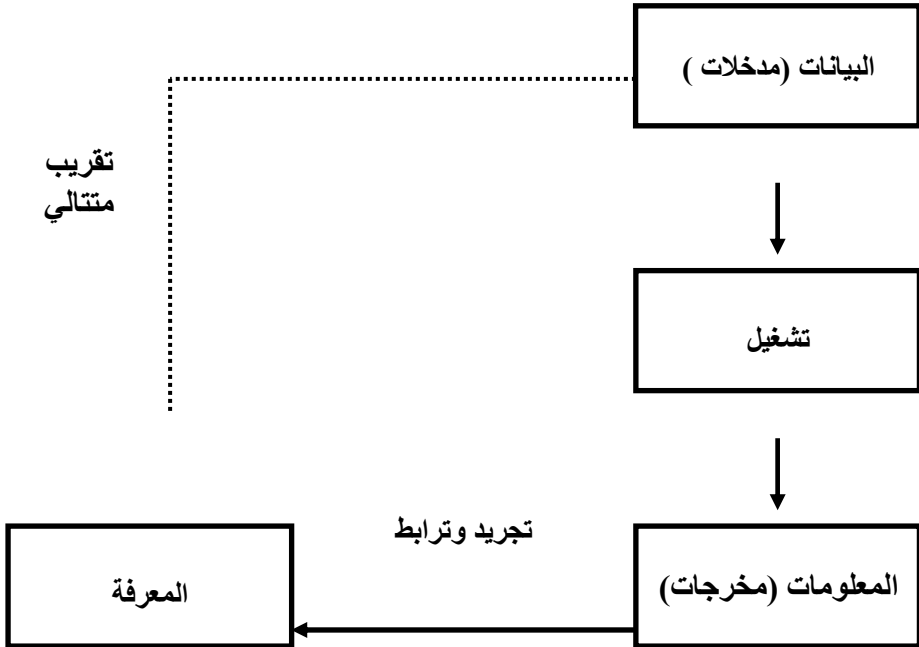 البيانات (مدخلات )
تقريب
متتالي
تشغيل
تجريد وترابط
المعلومات (مخرجات)
المعرفة